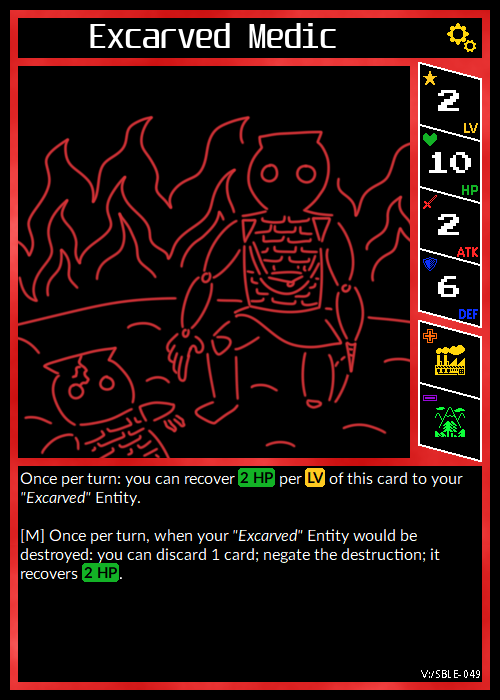 Excarved Medic
2
LV
10
HP
2
ATK
6
DEF
Once per turn: you can recover 2 HP per LV of this card to your
"Excarved" Entity.
[M] Once per turn, when your "Excarved" Entity would be
destroyed: you can discard 1 card; negate the destruction; it
recovers 2 HP.
V:/SBLE-049